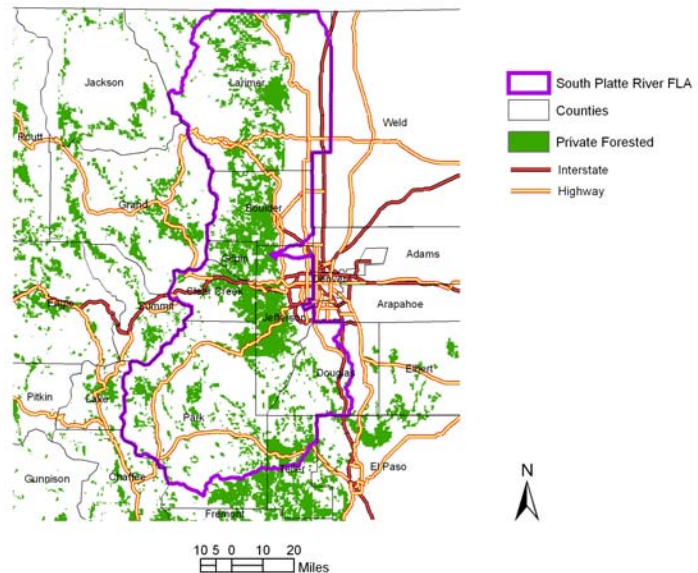 Jackson
Larimer
Weld
Routt
Grand
Boulder
Gilpin
Adams
Denver
Clear Creek
Arapahoe
Eagle
Summit
Jefferson
Douglas
Elbert
Pitkin
Lake
Park
Teller
El Paso
Gunnison
Chaffee
Fremont
South Platte River FLA
Counties
Private Forested
Interstate
Highway
N
10 5 0 10 20
Miles